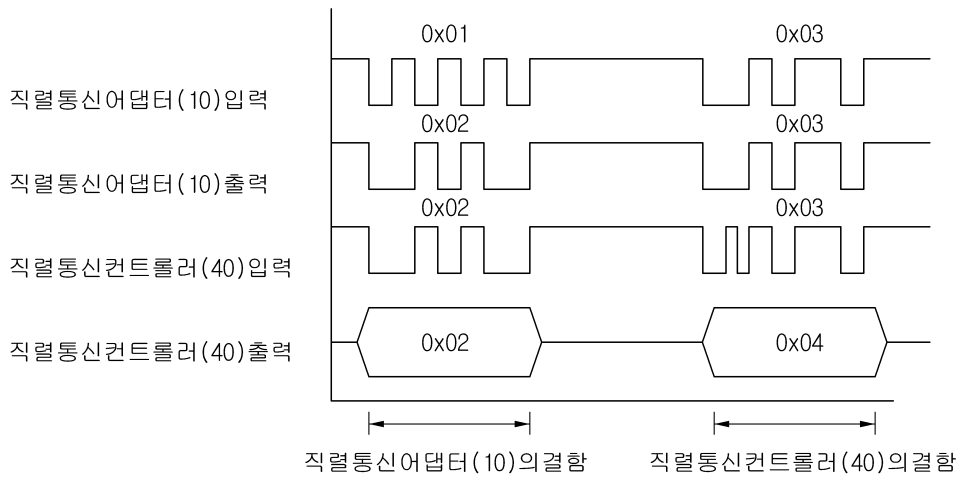 0x01 0x03
직렬통신어댑터(10)입력
0x02 0x03
직렬통신어댑터(10)출력
0x02 0x03
직렬통신컨트롤러(40)입력
직렬통신컨트롤러(40)출력 0x02 0x04
직렬통신어댑터(10)의결함 직렬통신컨트롤러(40)의결함